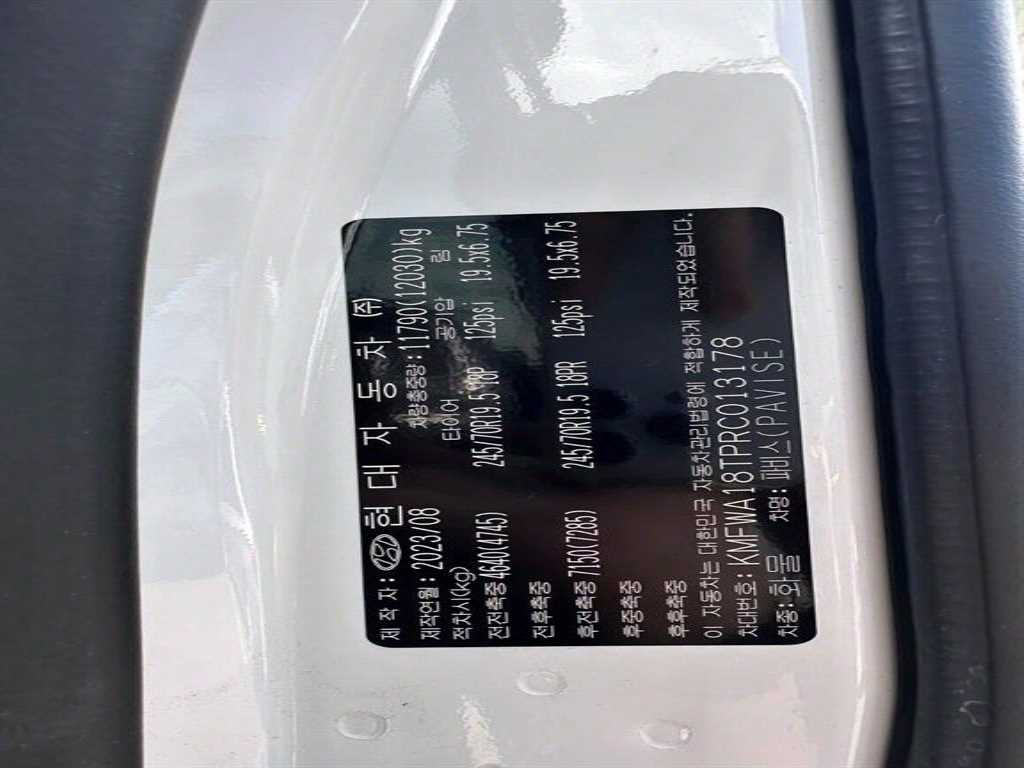 제 작 자: 현 대 자 동 차 (주)
제작연월: 2023/08 차량총중량: 11790(12030)kg
적차시(kg) 타이어 공기압 림
전전축중 4640(4745) 245/70R19.5 18P 125psi 19.5x6.75
전후축중
후전축중 7150(7285) 245/70R19.5 18PR 125psi 19.5x6.75
후중축중
후후축중
이 자동차는 대한민국 자동차관리법령에 적합하게 제작되었습니다.
차대번호: KMFWA18TPRC013178
차종: 화물 차명: 파비스(PAVISE)